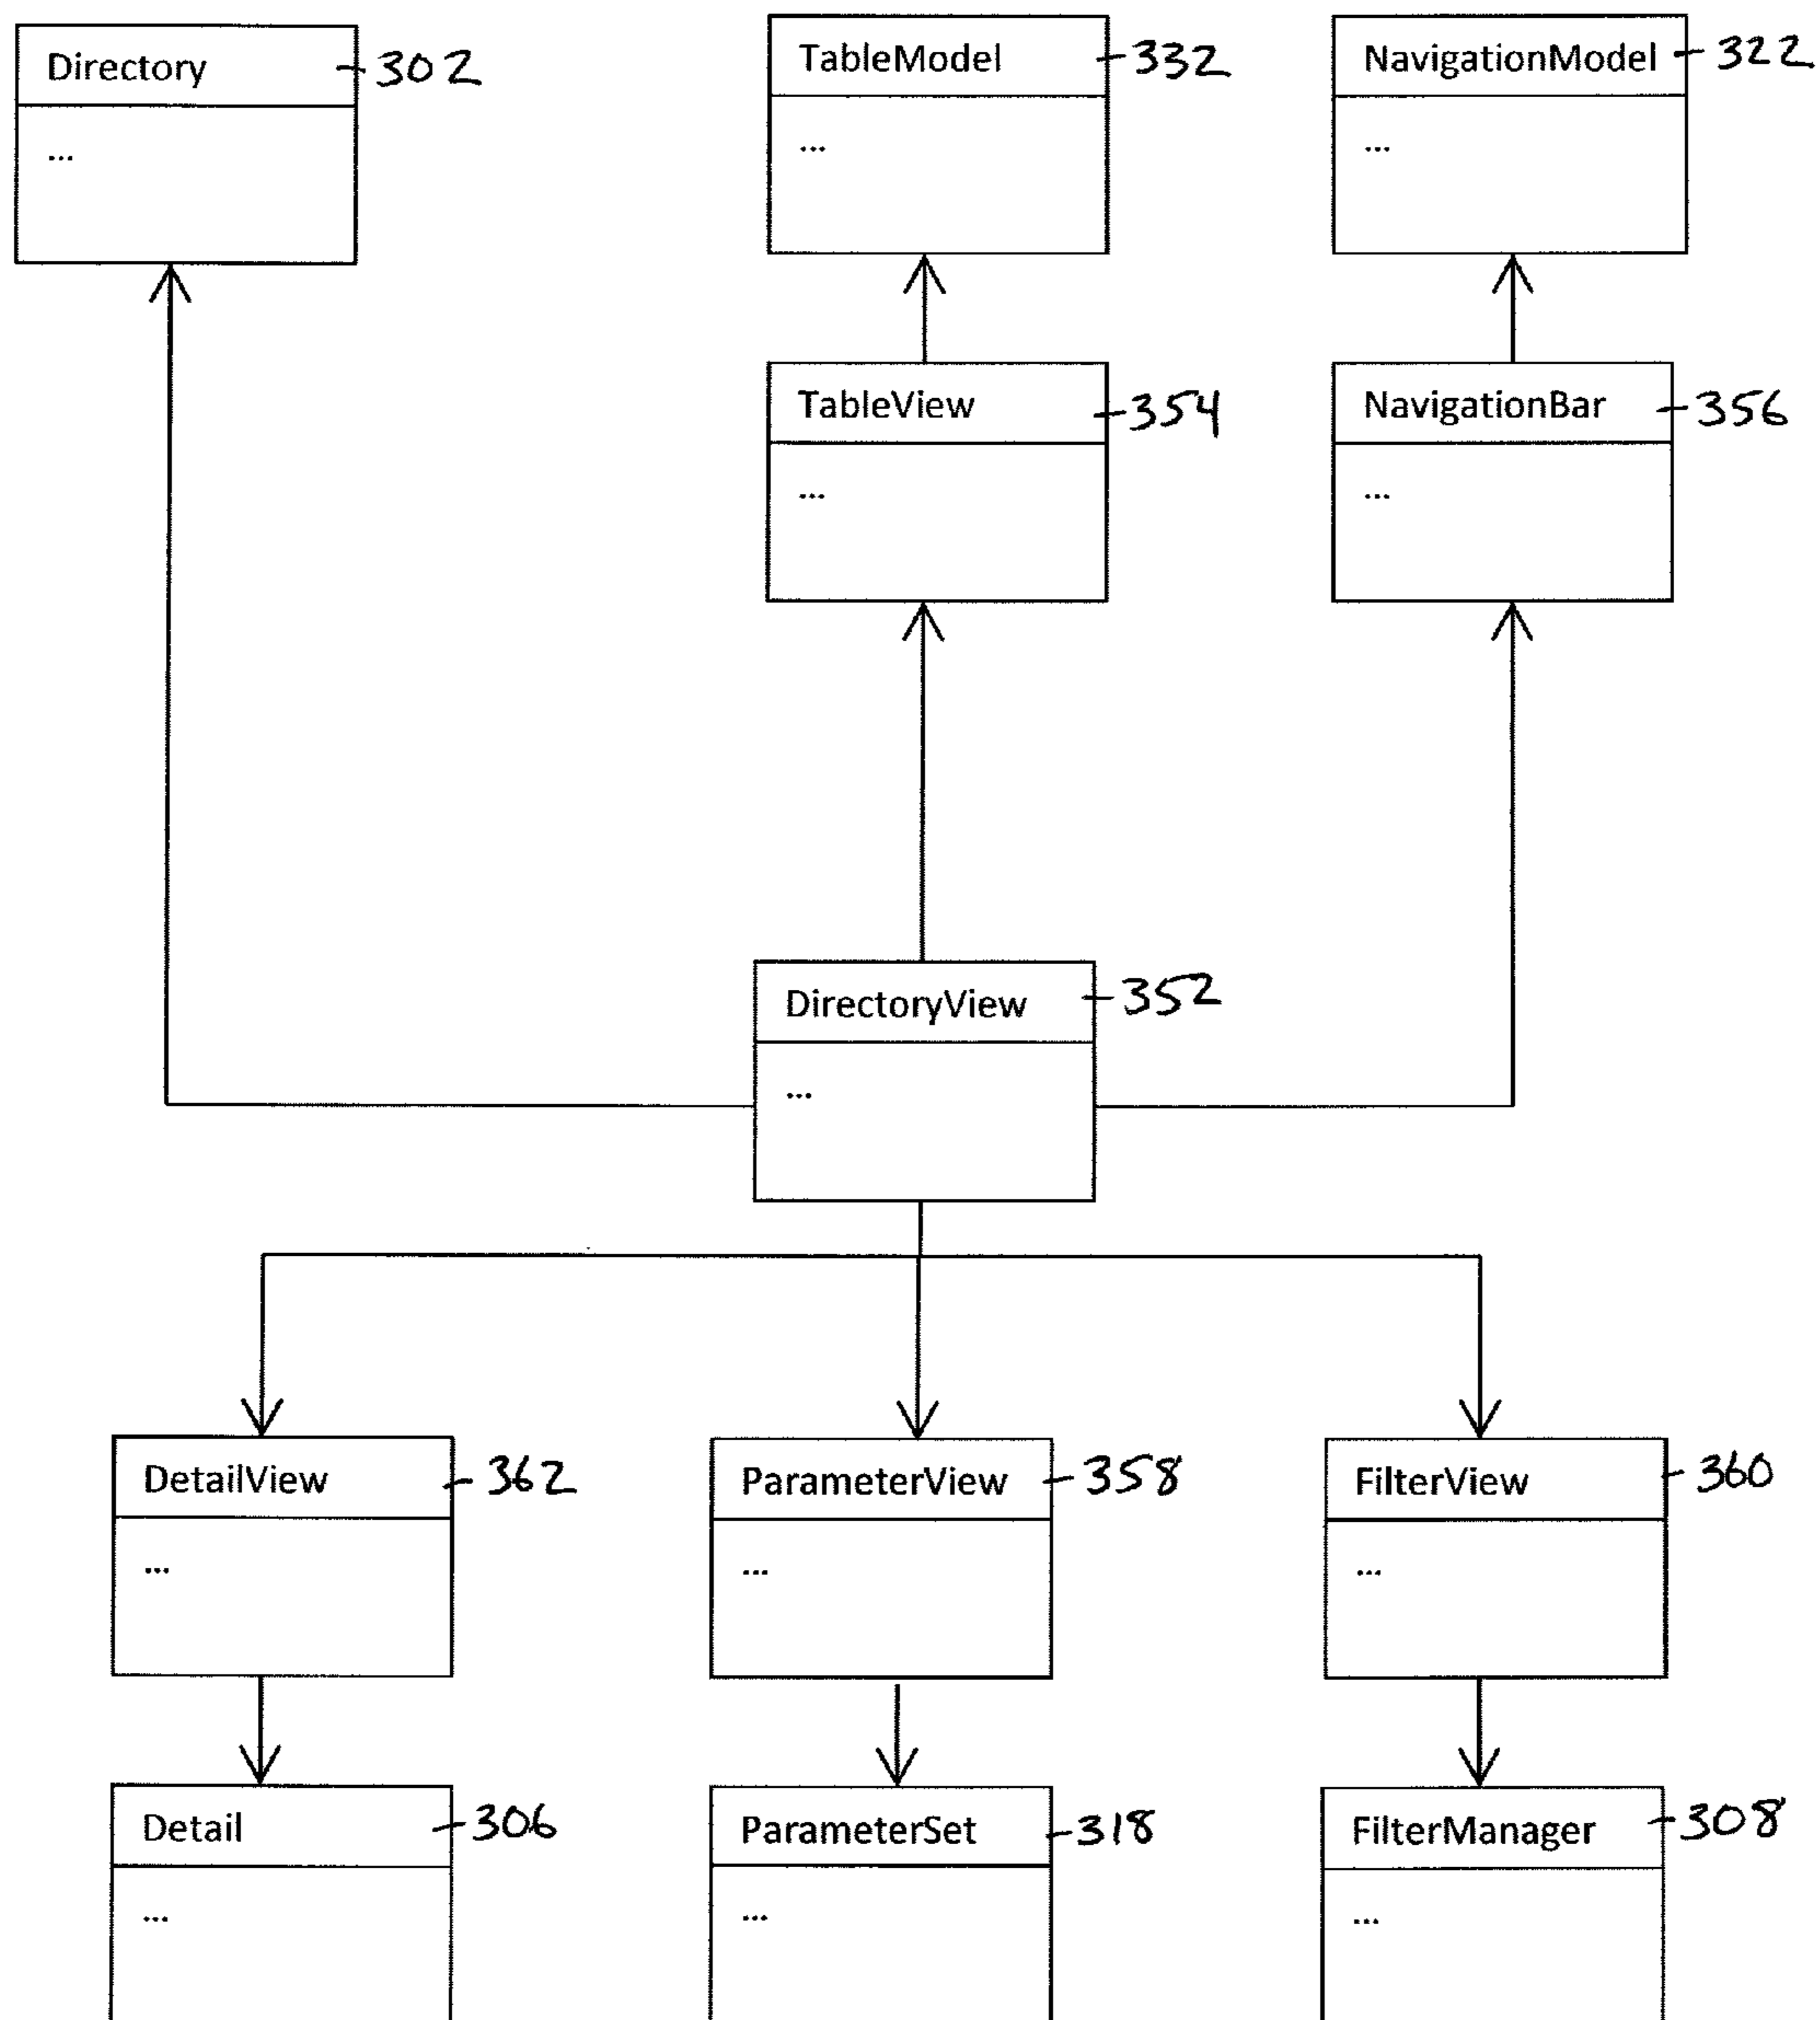 Directory 302
...
TableModel 332
...
NavigationModel 322
...
TableView 354
...
NavigationBar 356
...
DirectoryView 352
...
DetailView 362
...
ParameterView 358
...
FilterView 360
...
Detail 306
...
ParameterSet 318
...
FilterManager 308
...